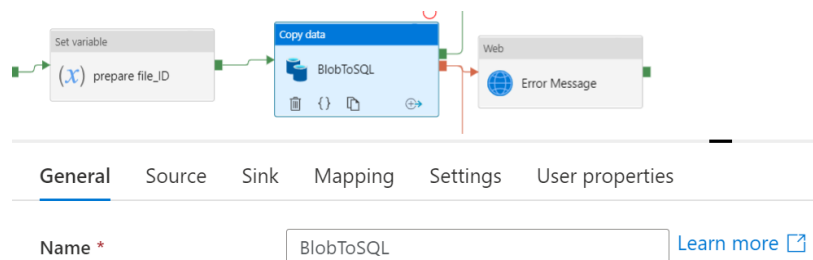 Set variable
(x) prepare file_ID
Copy data
BlobToSQL
{}
Web
Error Message
General Source Sink Mapping Settings User properties
Name * BlobToSQL Learn more